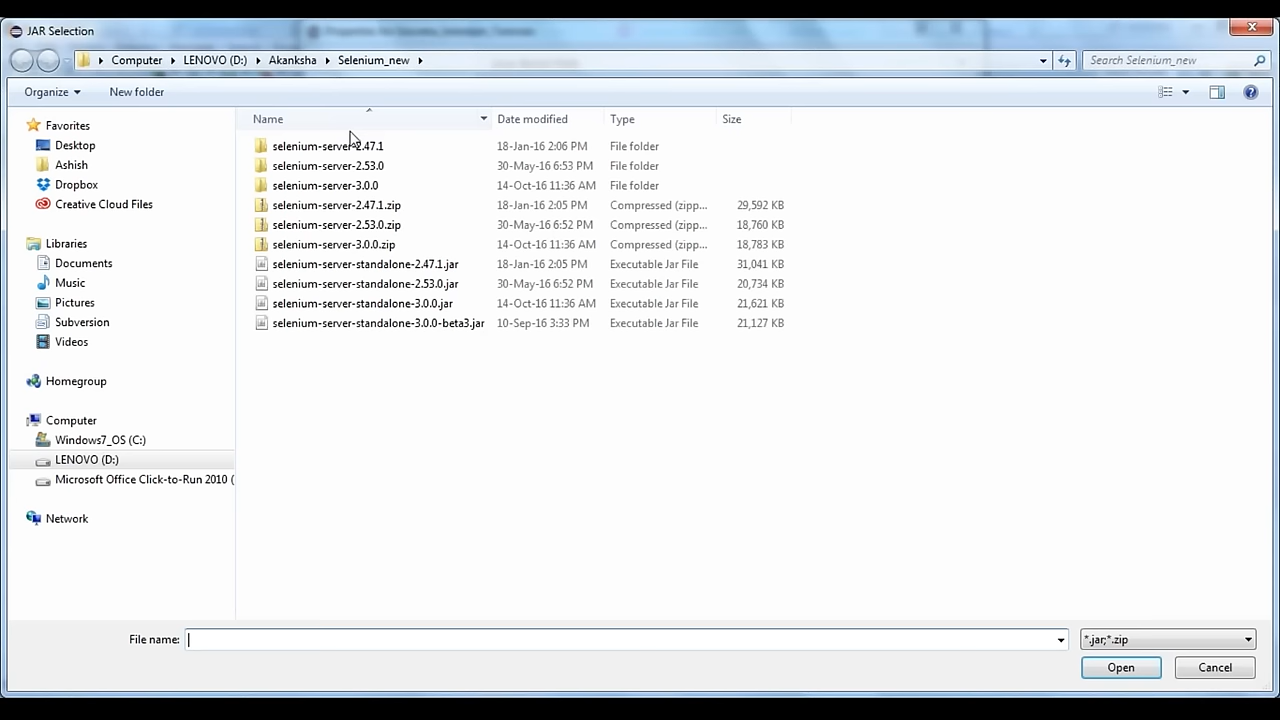 JAR Selection
Computer LENOVO (D:) Akanksha Selenium_new
Search Selenium_new
Organize New folder
Name Date modified Type Size
Favorites
Desktop
Ashish
Dropbox
Creative Cloud Files
Libraries
Documents
Music
Pictures
Subversion
Videos
Homegroup
Computer
Windows7_OS (C:)
LENOVO (D:)
Microsoft Office Click-to-Run 2010 (
Network
selenium-server-2.47.1 18-Jan-16 2:06 PM File folder
selenium-server-2.53.0 30-May-16 6:53 PM File folder
selenium-server-3.0.0 14-Oct-16 11:36 AM File folder
selenium-server-2.47.1.zip 18-Jan-16 2:05 PM Compressed (zipp... 29,592 KB
selenium-server-2.53.0.zip 30-May-16 6:52 PM Compressed (zipp... 18,760 KB
selenium-server-3.0.0.zip 14-Oct-16 11:36 AM Compressed (zipp... 18,783 KB
selenium-server-standalone-2.47.1.jar 18-Jan-16 2:05 PM Executable Jar File 31,041 KB
selenium-server-standalone-2.53.0.jar 30-May-16 6:52 PM Executable Jar File 20,734 KB
selenium-server-standalone-3.0.0.jar 14-Oct-16 11:36 AM Executable Jar File 21,621 KB
selenium-server-standalone-3.0.0-beta3.jar 10-Sep-16 3:33 PM Executable Jar File 21,127 KB
File name:
*.jar;*.zip
Open Cancel